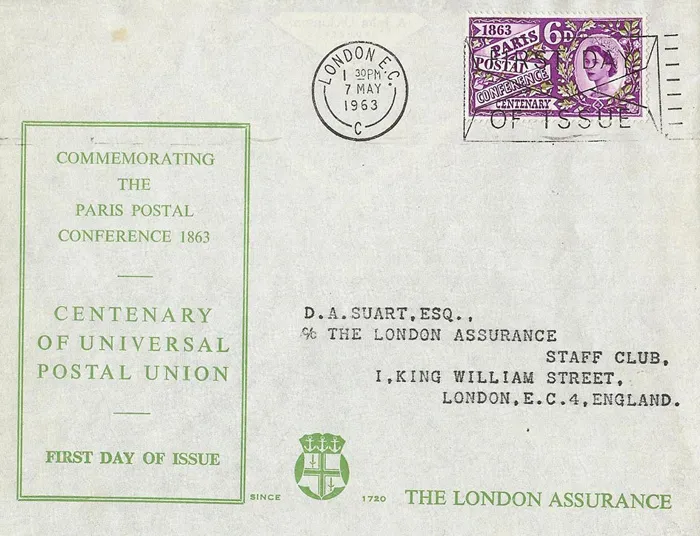 LONDON E.C.
1 30PM
7 MAY
1963
C
1863
6D
PARIS
POSTAL
CONFERENCE
CENTENARY
FIRST DAY
OF ISSUE
COMMEMORATING
THE
PARIS POSTAL
CONFERENCE 1863
CENTENARY
OF UNIVERSAL
POSTAL UNION
FIRST DAY OF ISSUE
D.A.SUART,ESQ.,
℅ THE LONDON ASSURANCE
STAFF CLUB,
I,KING WILLIAM STREET,
LONDON,E.C.4,ENGLAND.
SINCE 1720 THE LONDON ASSURANCE